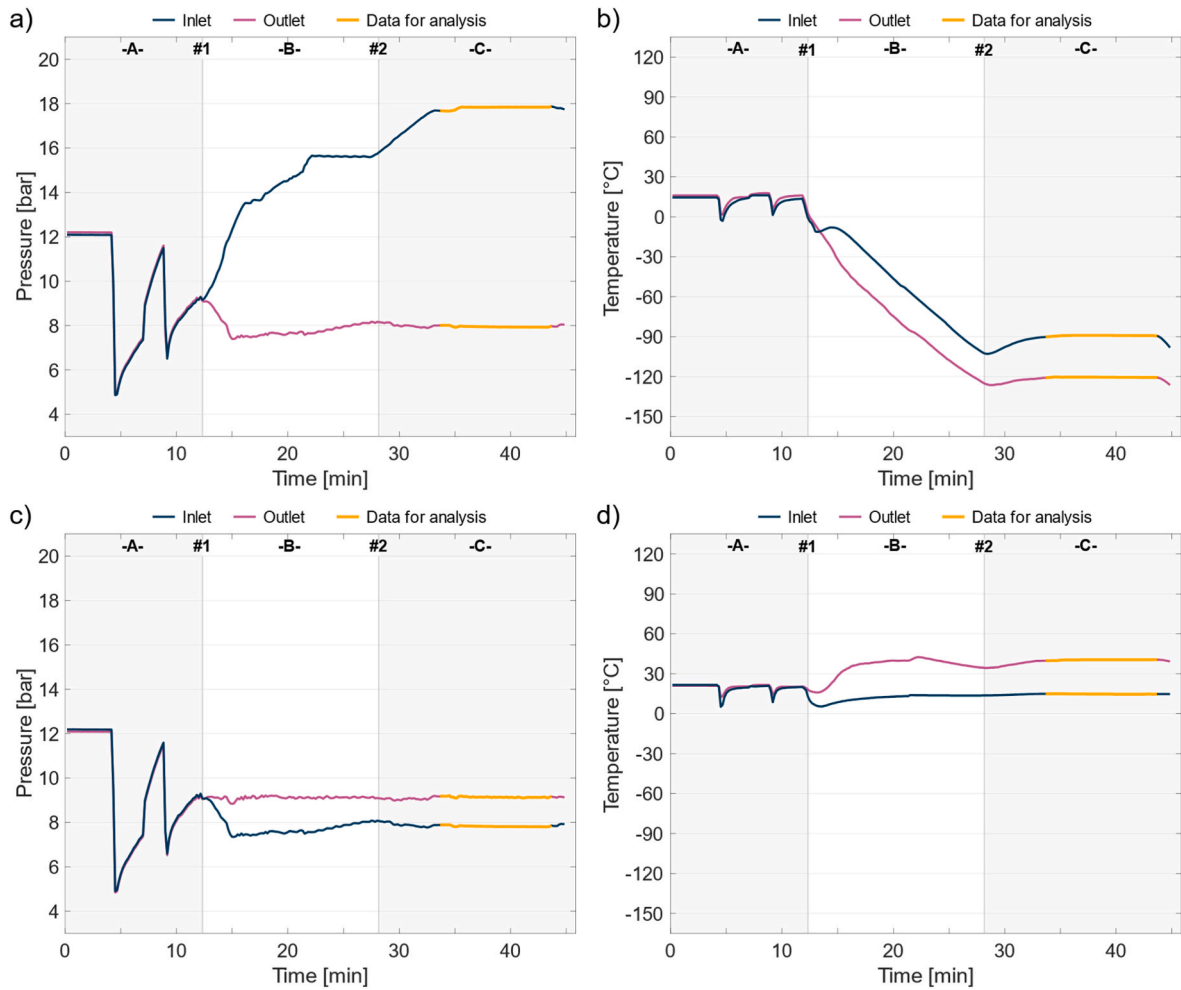 a)
Inlet Outlet Data for analysis
-A- #1 -B- #2 -C-
20
18
16
14
12
10
8
6
4
Pressure [bar]
0 10 20 30 40
Time [min]
b)
Inlet Outlet Data for analysis
-A- #1 -B- #2 -C-
120
90
60
30
0
-30
-60
-90
-120
-150
Temperature [°C]
0 10 20 30 40
Time [min]
c)
Inlet Outlet Data for analysis
-A- #1 -B- #2 -C-
20
18
16
14
12
10
8
6
4
Pressure [bar]
0 10 20 30 40
Time [min]
d)
Inlet Outlet Data for analysis
-A- #1 -B- #2 -C-
120
90
60
30
0
-30
-60
-90
-120
-150
Temperature [°C]
0 10 20 30 40
Time [min]